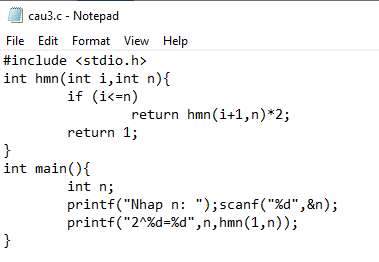 cau3.c - Notepad
File Edit Format View Help
#include <stdio.h>
int hmn(int i,int n){
        if (i<=n)
                return hmn(i+1,n)*2;
        return 1;
}
int main(){
        int n;
        printf("Nhap n: ");scanf("%d",&n);
        printf("2^%d=%d",n,hmn(1,n));
}